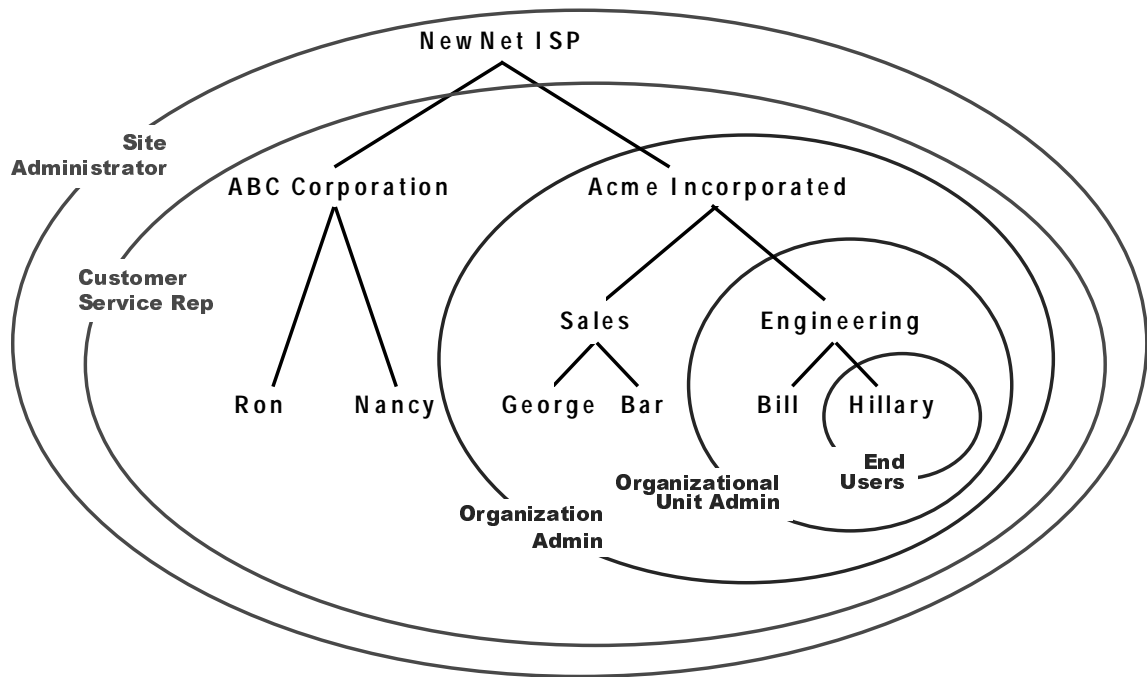 NewNet ISP
Site
Administrator
ABC Corporation
Acme Incorporated
Customer
Service Rep
Sales
Engineering
Ron
Nancy
George
Bar
Bill
Hillary
End
Users
Organizational
Unit Admin
Organization
Admin